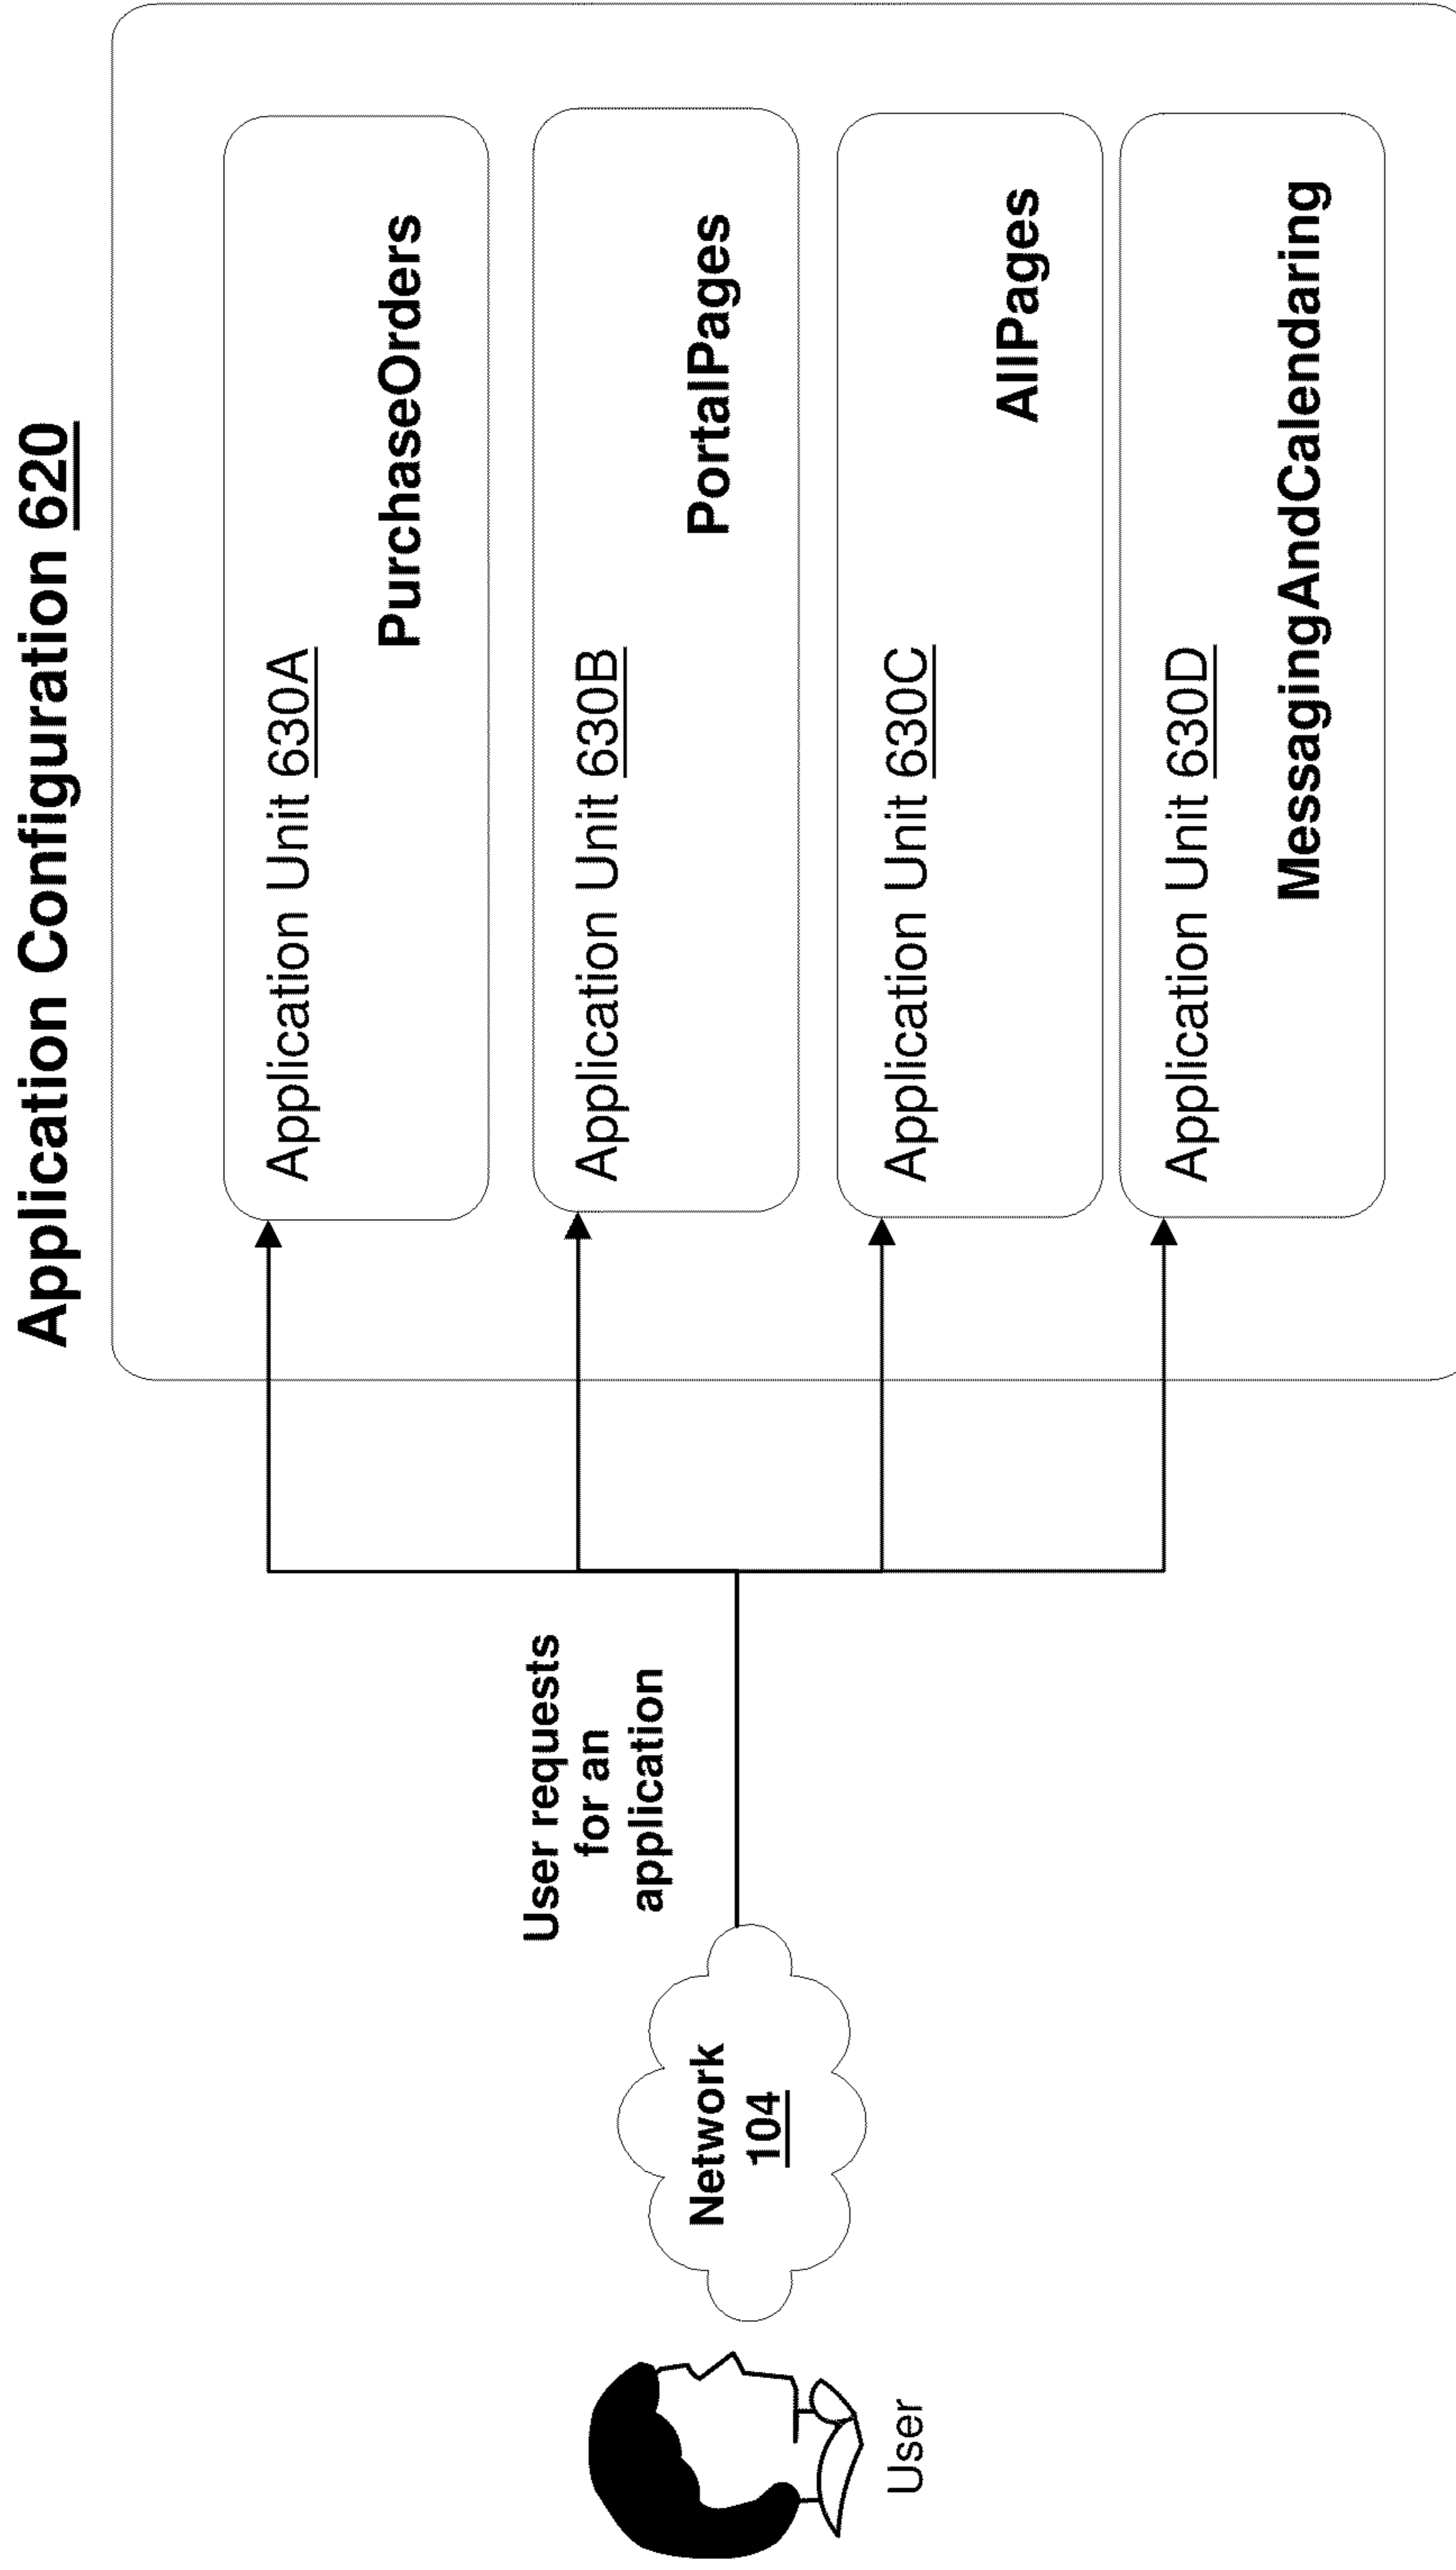 Application Configuration 620
Application Unit 630A
PurchaseOrders
Application Unit 630B
PortalPages
User requests
for an
application
Network
104
Application Unit 630C
AllPages
User
Application Unit 630D
MessagingAndCalendaring